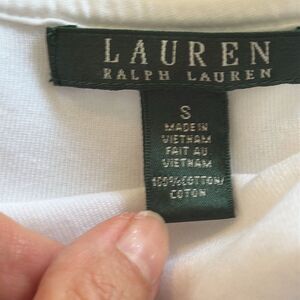 LAUREN
RALPH LAUREN
S
MADE IN
VIETNAM
FAIT AU
VIETNAM
100%COTTON/
COTON